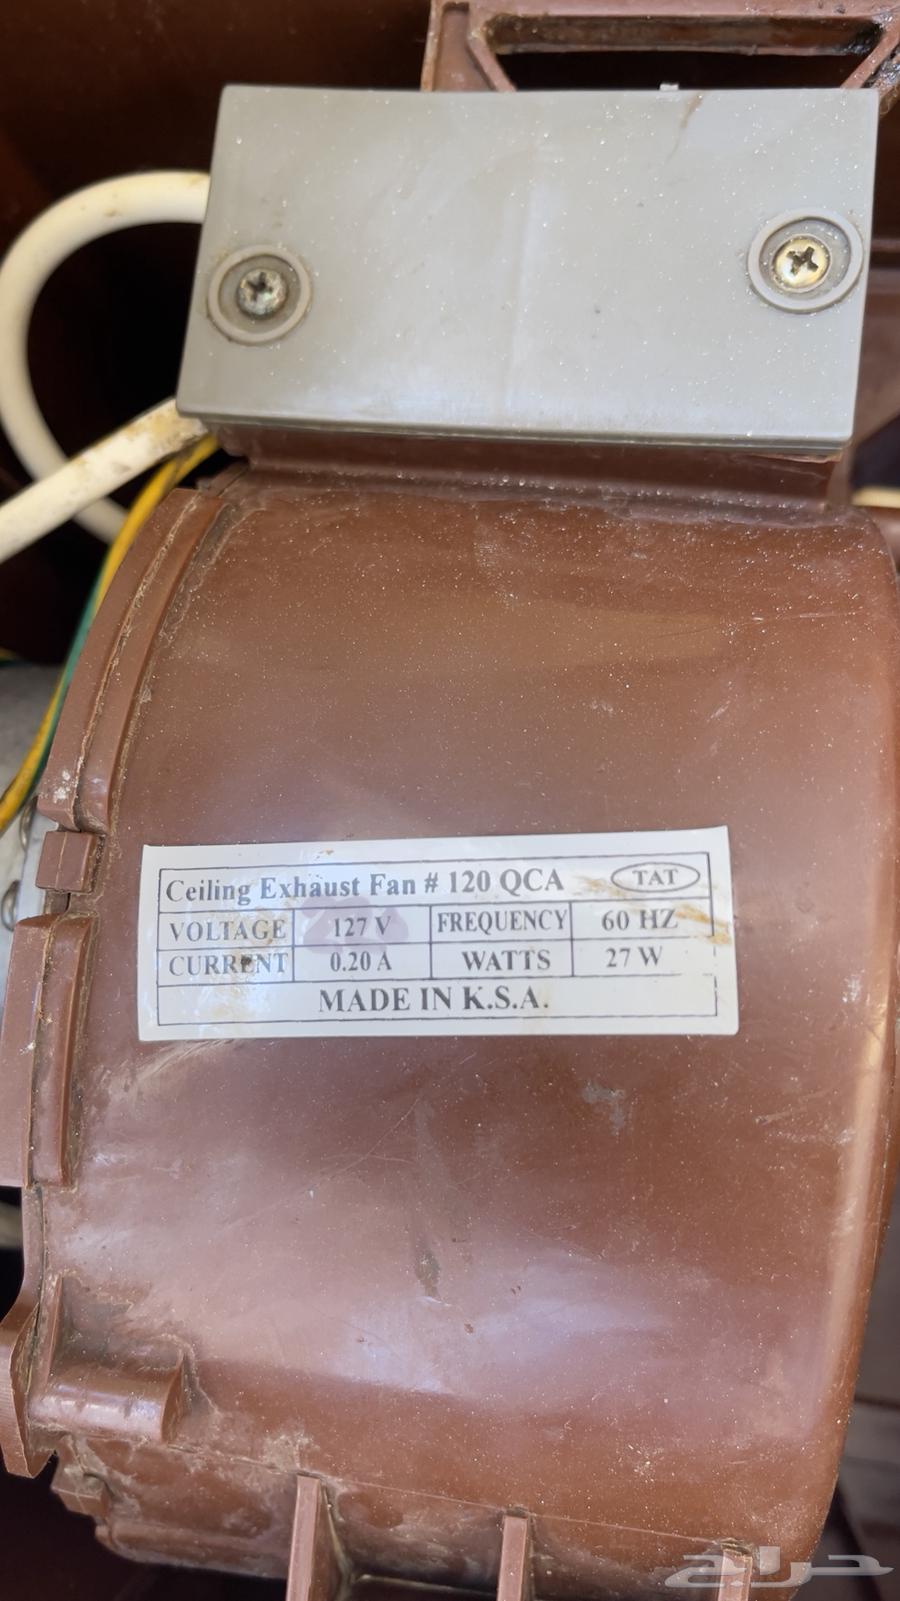 Ceiling Exhaust Fan # 120 QCA TAT
VOLTAGE 127 V FREQUENCY 60 HZ
CURRENT 0.20 A WATTS 27 W
MADE IN K.S.A.
حراج